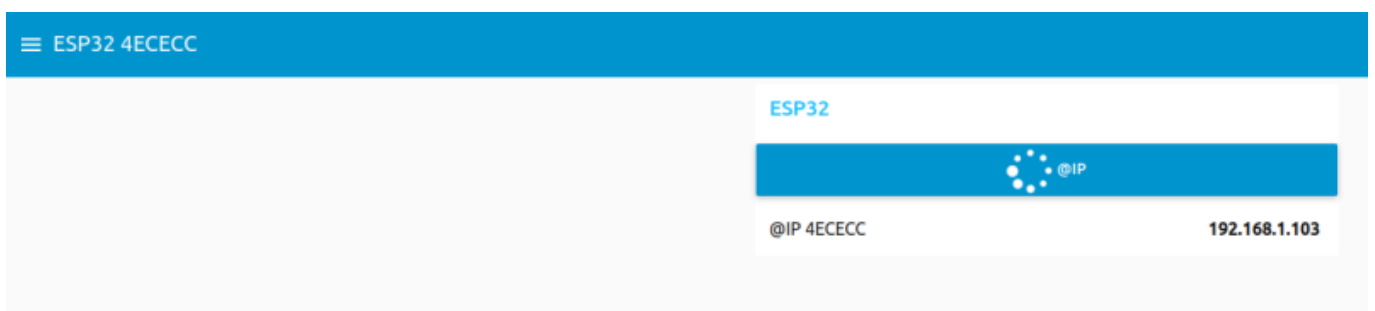 ESP32 4ECECC
ESP32
@IP
@IP 4ECECC 192.168.1.103